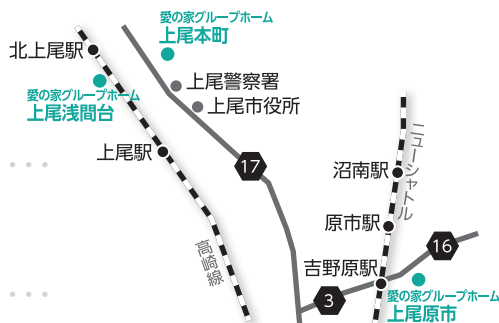 愛の家グループホーム
上尾本町
北上尾駅
上尾警察署
愛の家グループホーム
上尾浅間台
上尾市役所
ニューシャトル
上尾駅
17
沼南駅
原市駅
高崎線
16
吉野原駅
3
愛の家グループホーム
上尾原市